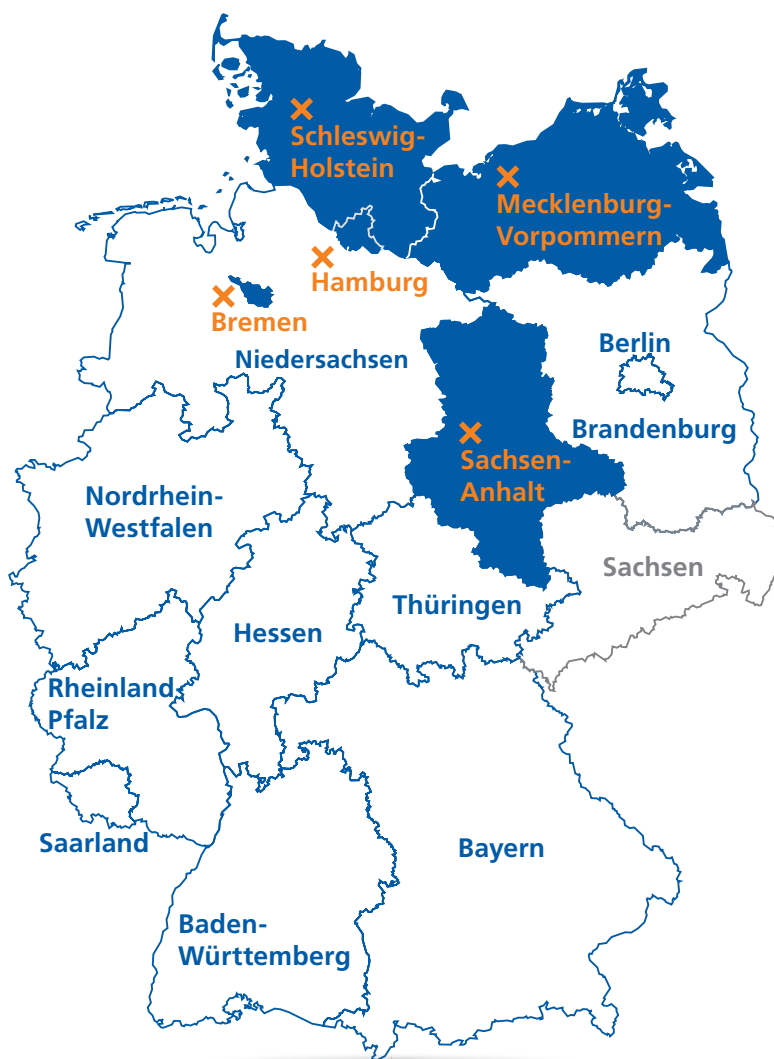 Schleswig-
Holstein
Mecklenburg-
Vorpommern
Hamburg
Bremen
Niedersachsen
Berlin
Brandenburg
Sachsen-
Anhalt
Nordrhein-
Westfalen
Sachsen
Thüringen
Hessen
Rheinland
Pfalz
Saarland
Bayern
Baden-
Württemberg